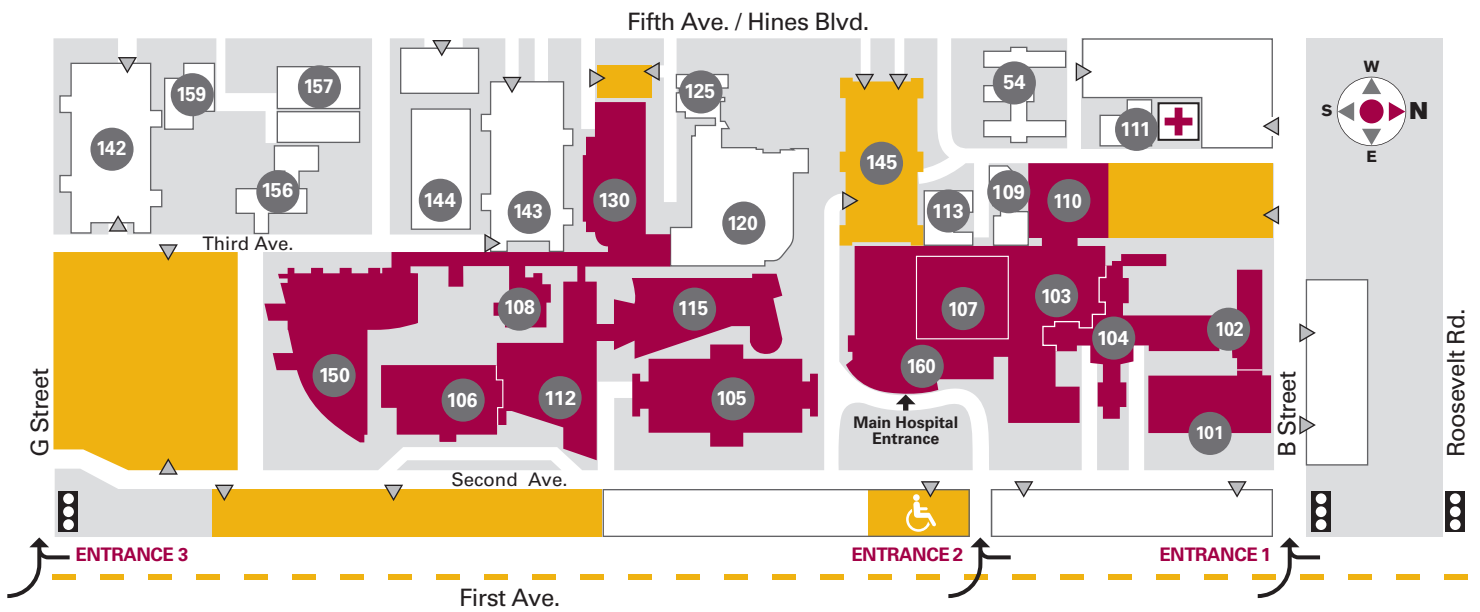 Fifth Ave. / Hines Blvd.
W
S
N
E
159
157
125
54
142
111
156
144
143
130
120
145
113
109
110
Third Ave.
108
115
107
103
104
102
150
106
112
105
160
101
Main Hospital
Entrance
G Street
B Street
Roosevelt Rd.
Second Ave.
ENTRANCE 3
ENTRANCE 2
ENTRANCE 1
First Ave.